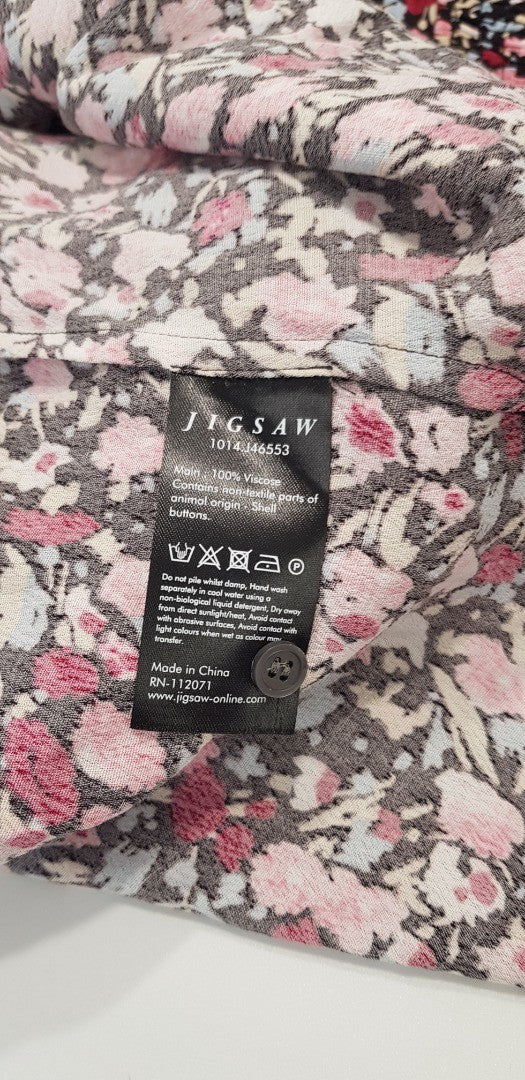 JIGSAW
1014.J46553
Main : 100% Viscose
Contains non-textile parts of
animal origin - Shell
buttons.
P
Do not pile whilst damp, Hand wash
separately in cool water using a
non-biological liquid detergent, Dry away
from direct sunlight/heat, Avoid contact
with abrasive surfaces, Avoid contact with
light colours when wet as colour may
transfer.
Made in China
RN-112071
www.jigsaw-online.com